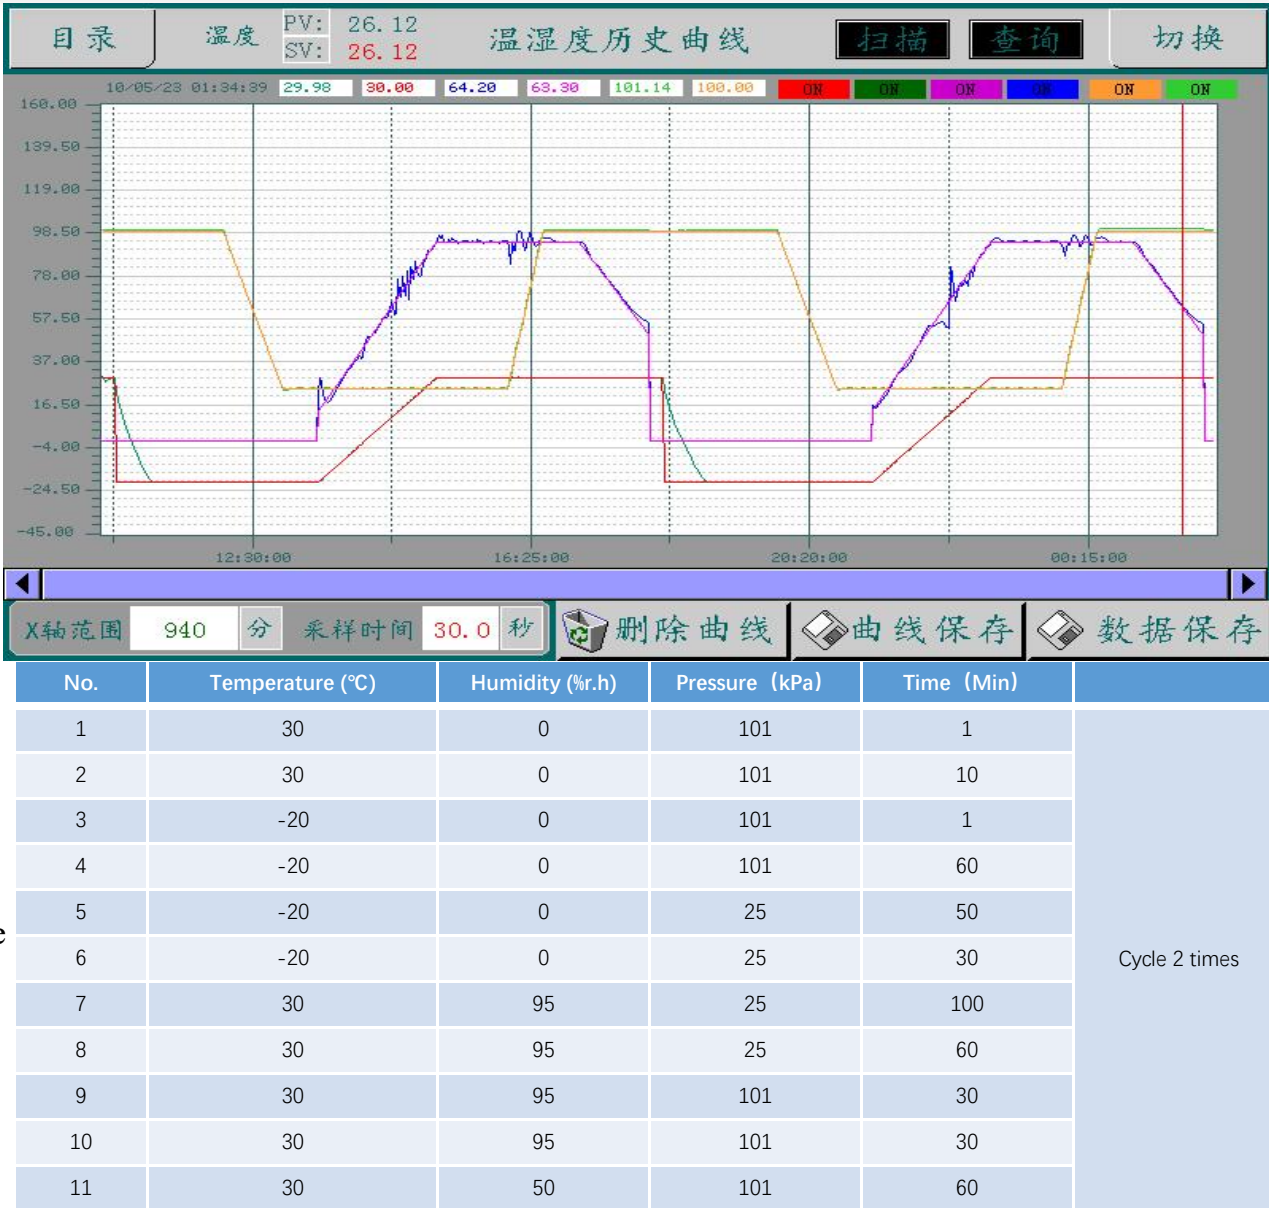 目录 温度 PV: 26.12 温湿度历史曲线 扫描 查询 切换
SV: 26.12
10/05/23 01:34:39 29.98 30.00 64.20 63.30 101.14 100.00 ON ON ON ON ON ON
160.00
139.50
119.00
98.50
78.00
57.50
37.00
16.50
-4.00
-24.50
-45.00
12:30:00 16:25:00 20:20:00 00:15:00
X轴范围 940 分 采样时间 30.0 秒 删除曲线 曲线保存 数据保存
No. Temperature (℃) Humidity (%r.h) Pressure（kPa） Time（Min）
1 30 0 101 1
2 30 0 101 10
3 -20 0 101 1
4 -20 0 101 60
5 -20 0 25 50
e
6 -20 0 25 30 Cycle 2 times
7 30 95 25 100
8 30 95 25 60
9 30 95 101 30
10 30 95 101 30
11 30 50 101 60